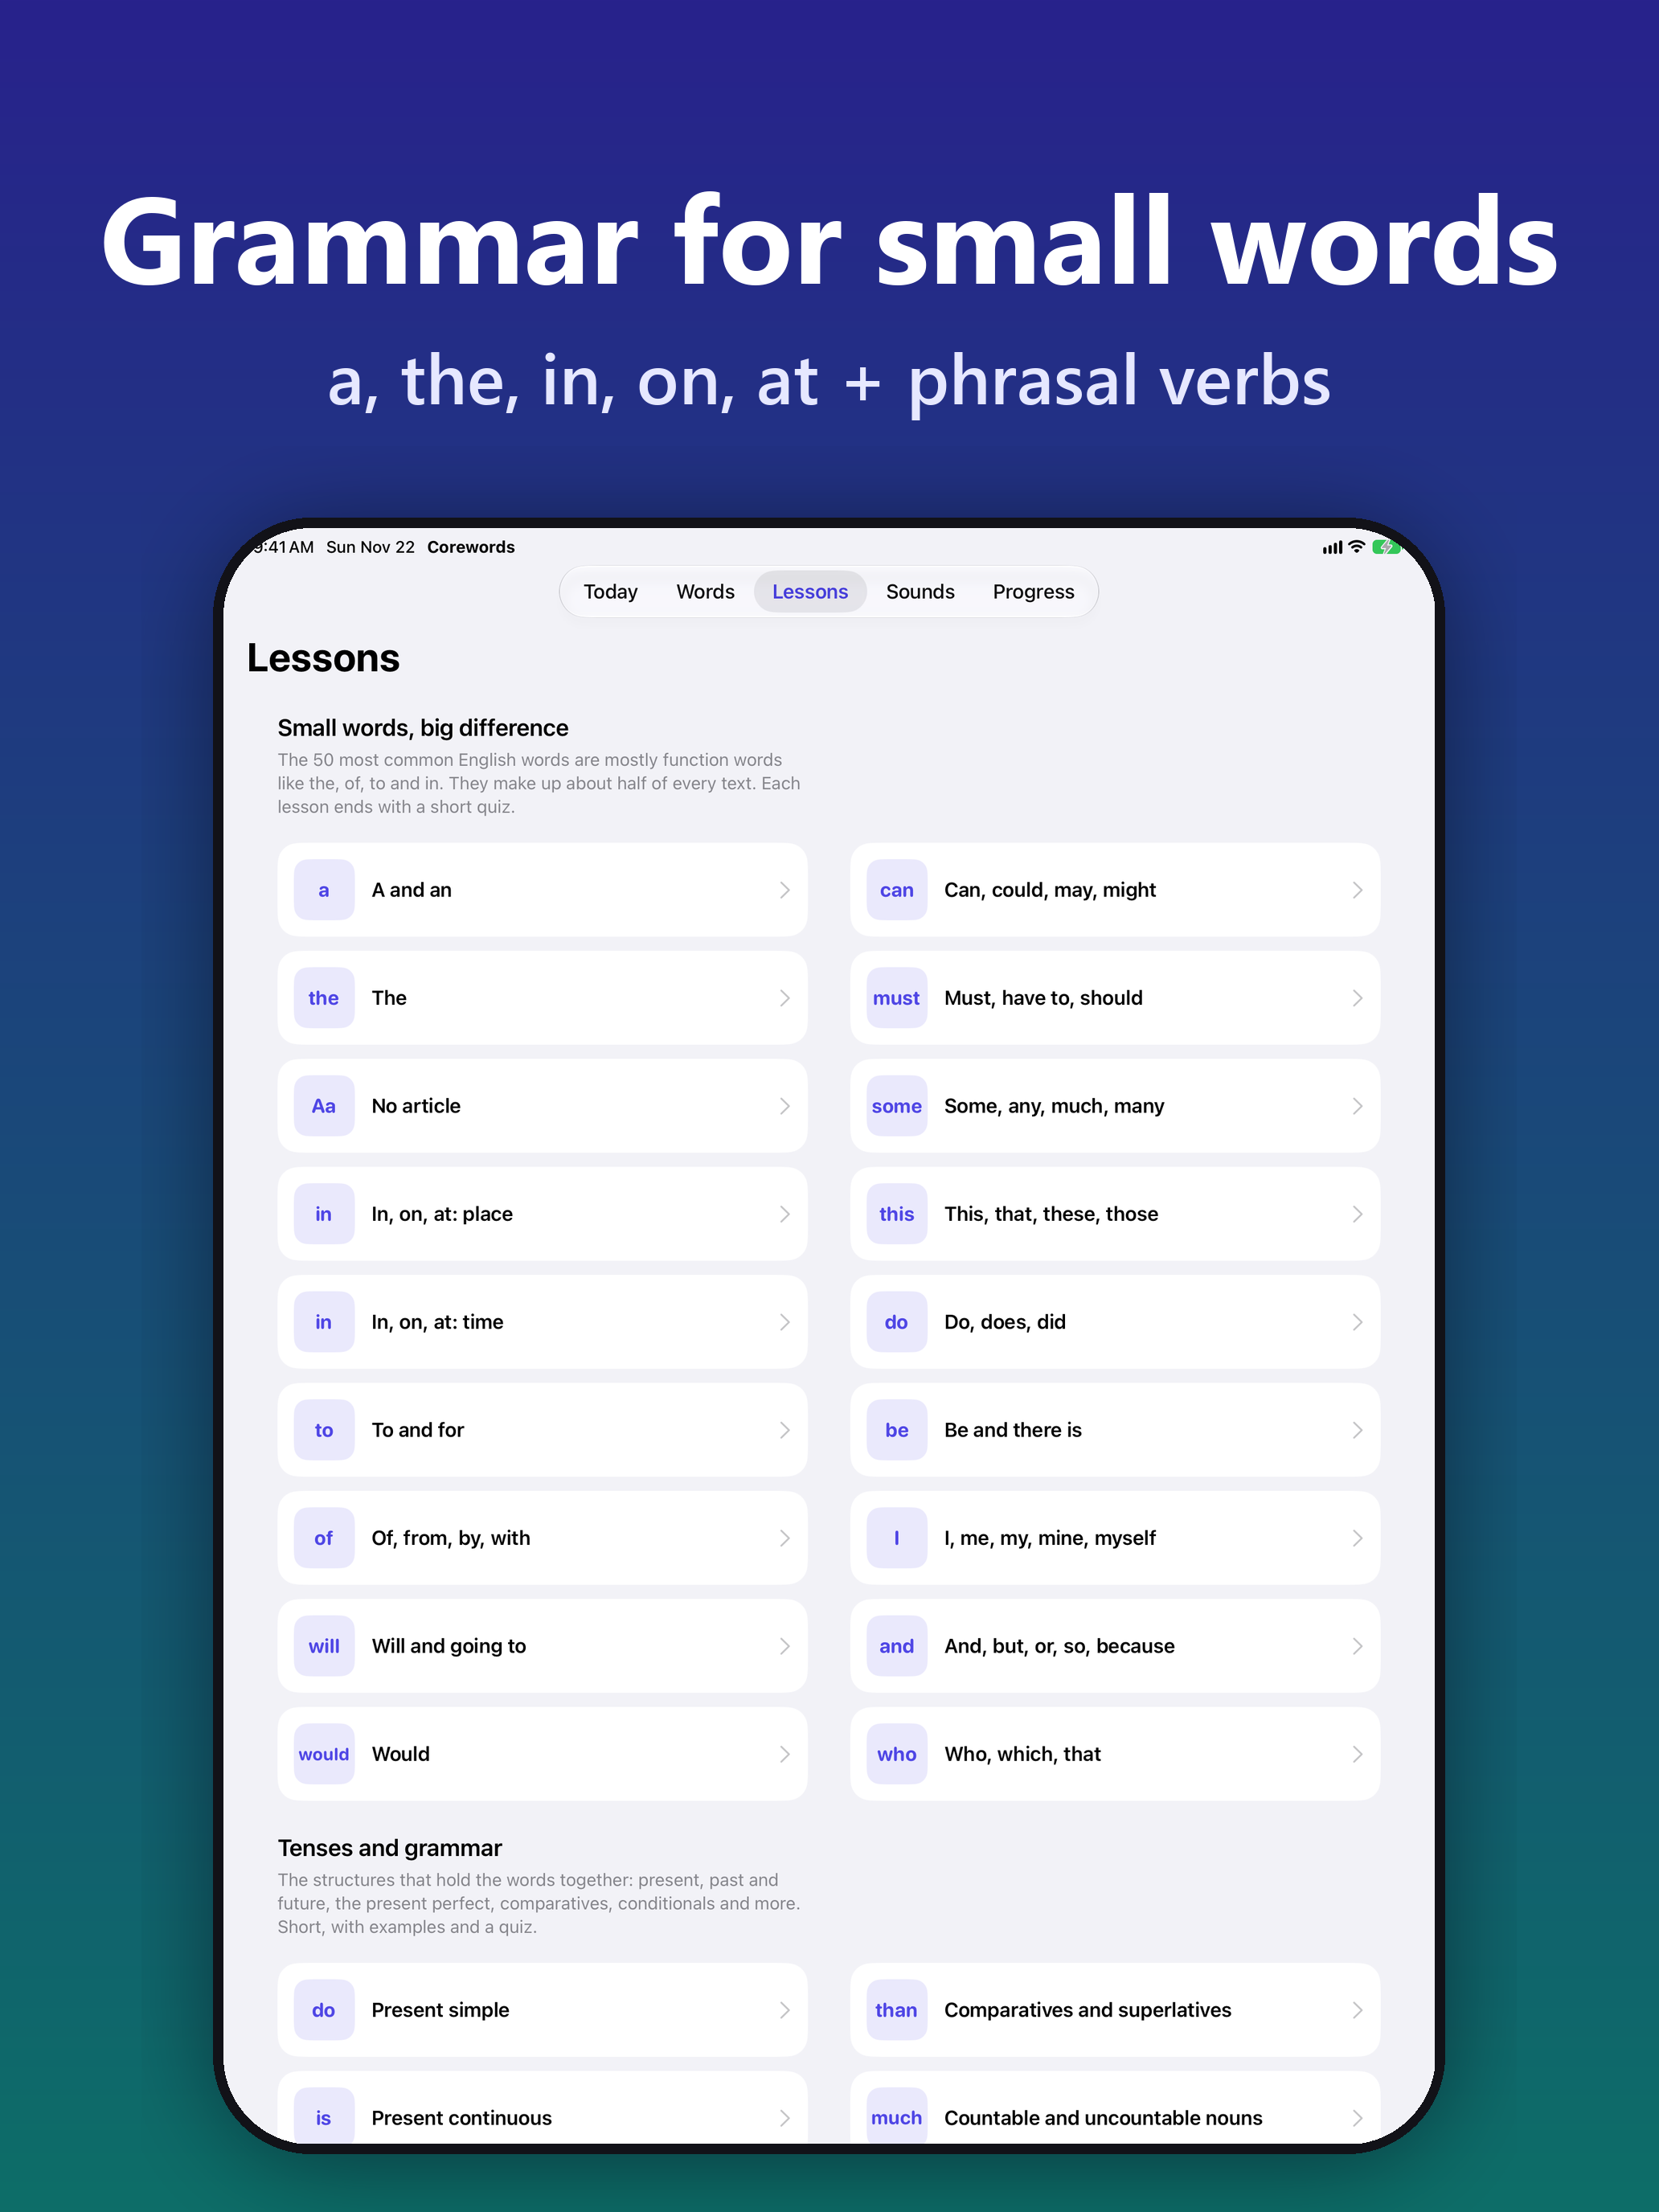 Grammar for small words
a, the, in, on, at + phrasal verbs
9:41 AM Sun Nov 22 Corewords
Today Words Lessons Sounds Progress
Lessons
Small words, big difference
The 50 most common English words are mostly function words
like the, of, to and in. They make up about half of every text. Each
lesson ends with a short quiz.
a A and an
can Can, could, may, might
the The
must Must, have to, should
Aa No article
some Some, any, much, many
in In, on, at: place
this This, that, these, those
in In, on, at: time
do Do, does, did
to To and for
be Be and there is
of Of, from, by, with
I I, me, my, mine, myself
will Will and going to
and And, but, or, so, because
would Would
who Who, which, that
Tenses and grammar
The structures that hold the words together: present, past and
future, the present perfect, comparatives, conditionals and more.
Short, with examples and a quiz.
do Present simple
than Comparatives and superlatives
is Present continuous
much Countable and uncountable nouns